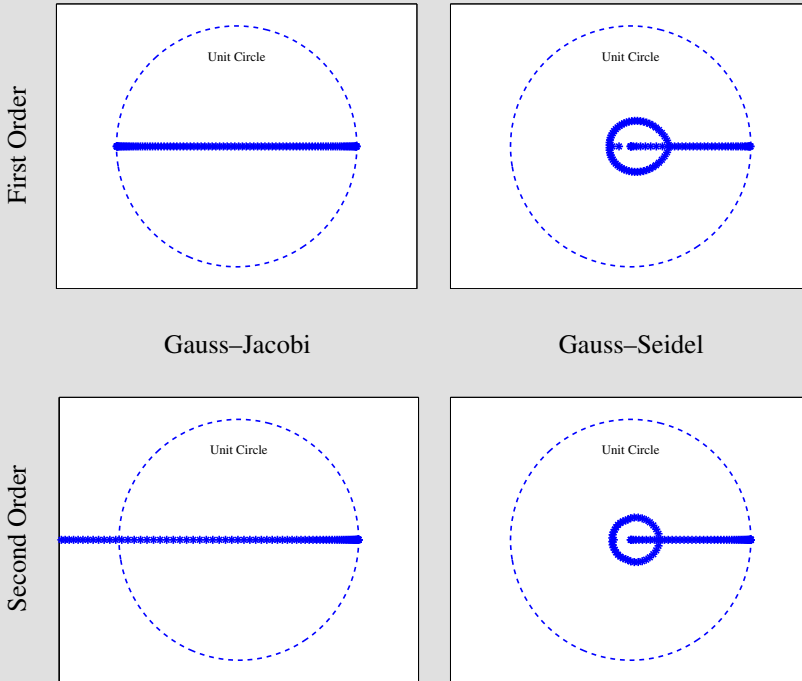 First Order
Unit Circle
Unit Circle
Gauss–Jacobi
Gauss–Seidel
Second Order
Unit Circle
Unit Circle